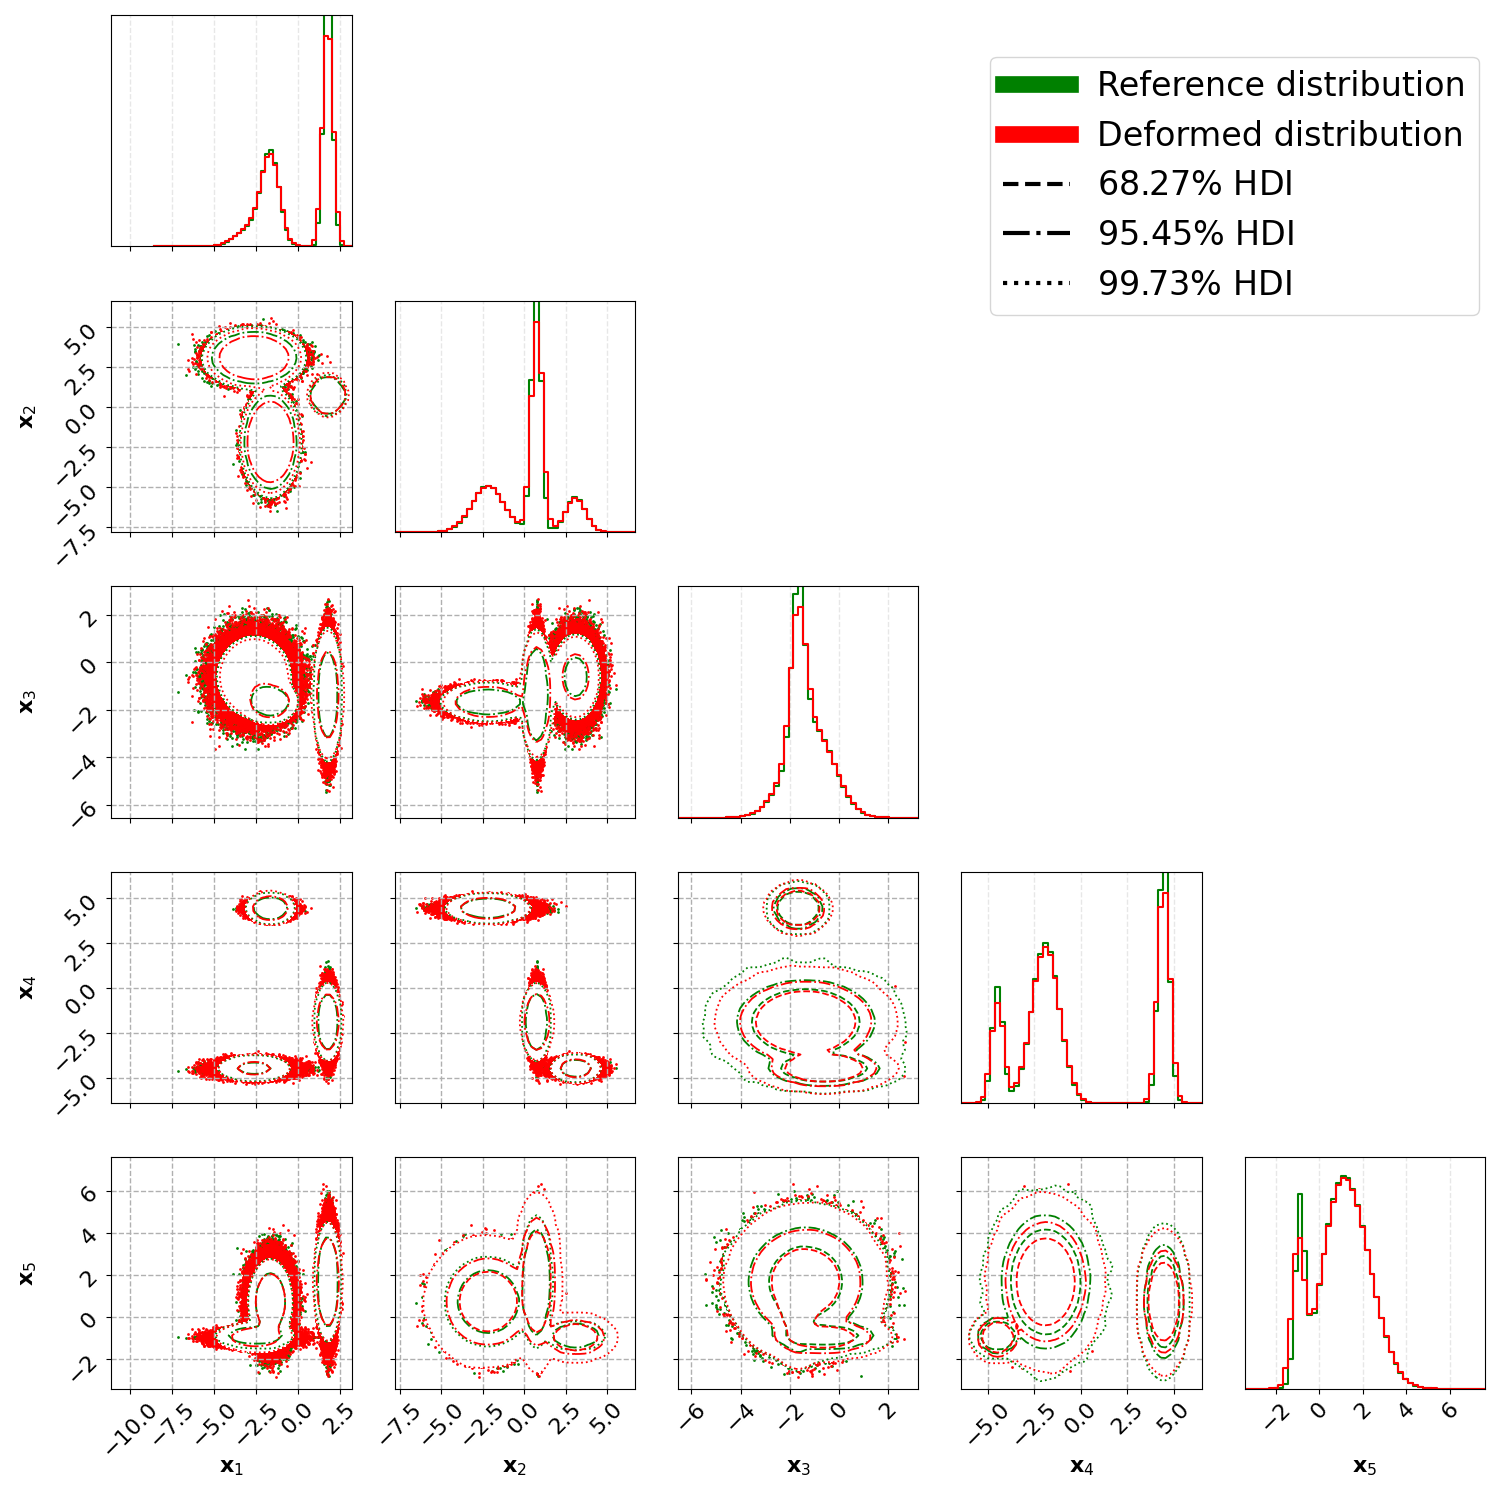 Reference distribution
Deformed distribution
68.27% HDI
95.45% HDI
99.73% HDI
x₂
5.0
2.5
0.0
−2.5
−5.0
−7.5
x₃
2
0
−2
−4
−6
x₄
5.0
2.5
0.0
−2.5
−5.0
x₅
6
4
2
0
−2
−10.0 −7.5 −5.0 −2.5 0.0 2.5
−7.5 −5.0 −2.5 0.0 2.5 5.0
−6 −4 −2 0 2
−5.0 −2.5 0.0 2.5 5.0
−2 0 2 4 6
x₁ x₂ x₃ x₄ x₅